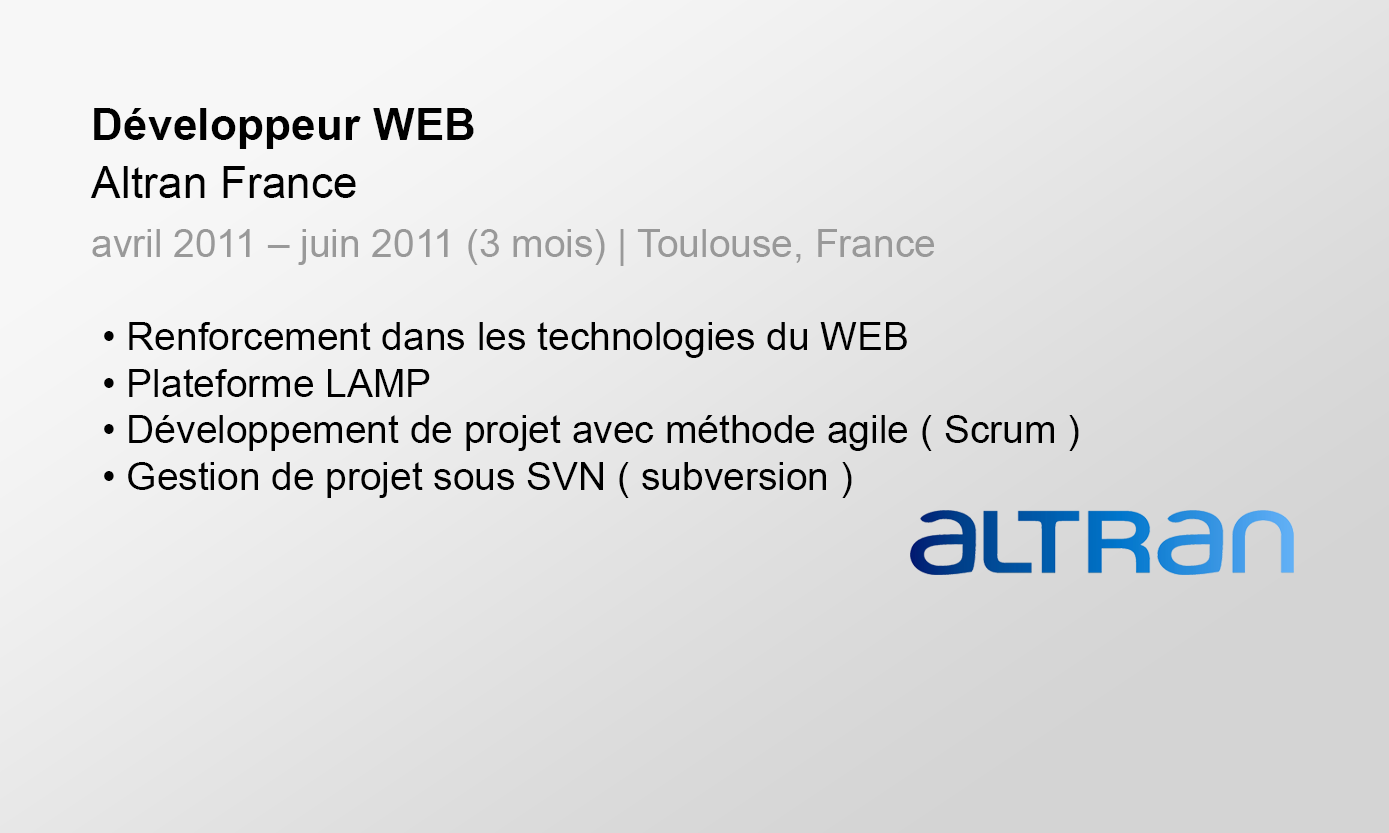 Développeur WEB
Altran France
avril 2011 – juin 2011 (3 mois) | Toulouse, France
• Renforcement dans les technologies du WEB
• Plateforme LAMP
• Développement de projet avec méthode agile ( Scrum )
• Gestion de projet sous SVN ( subversion )
aLTRan